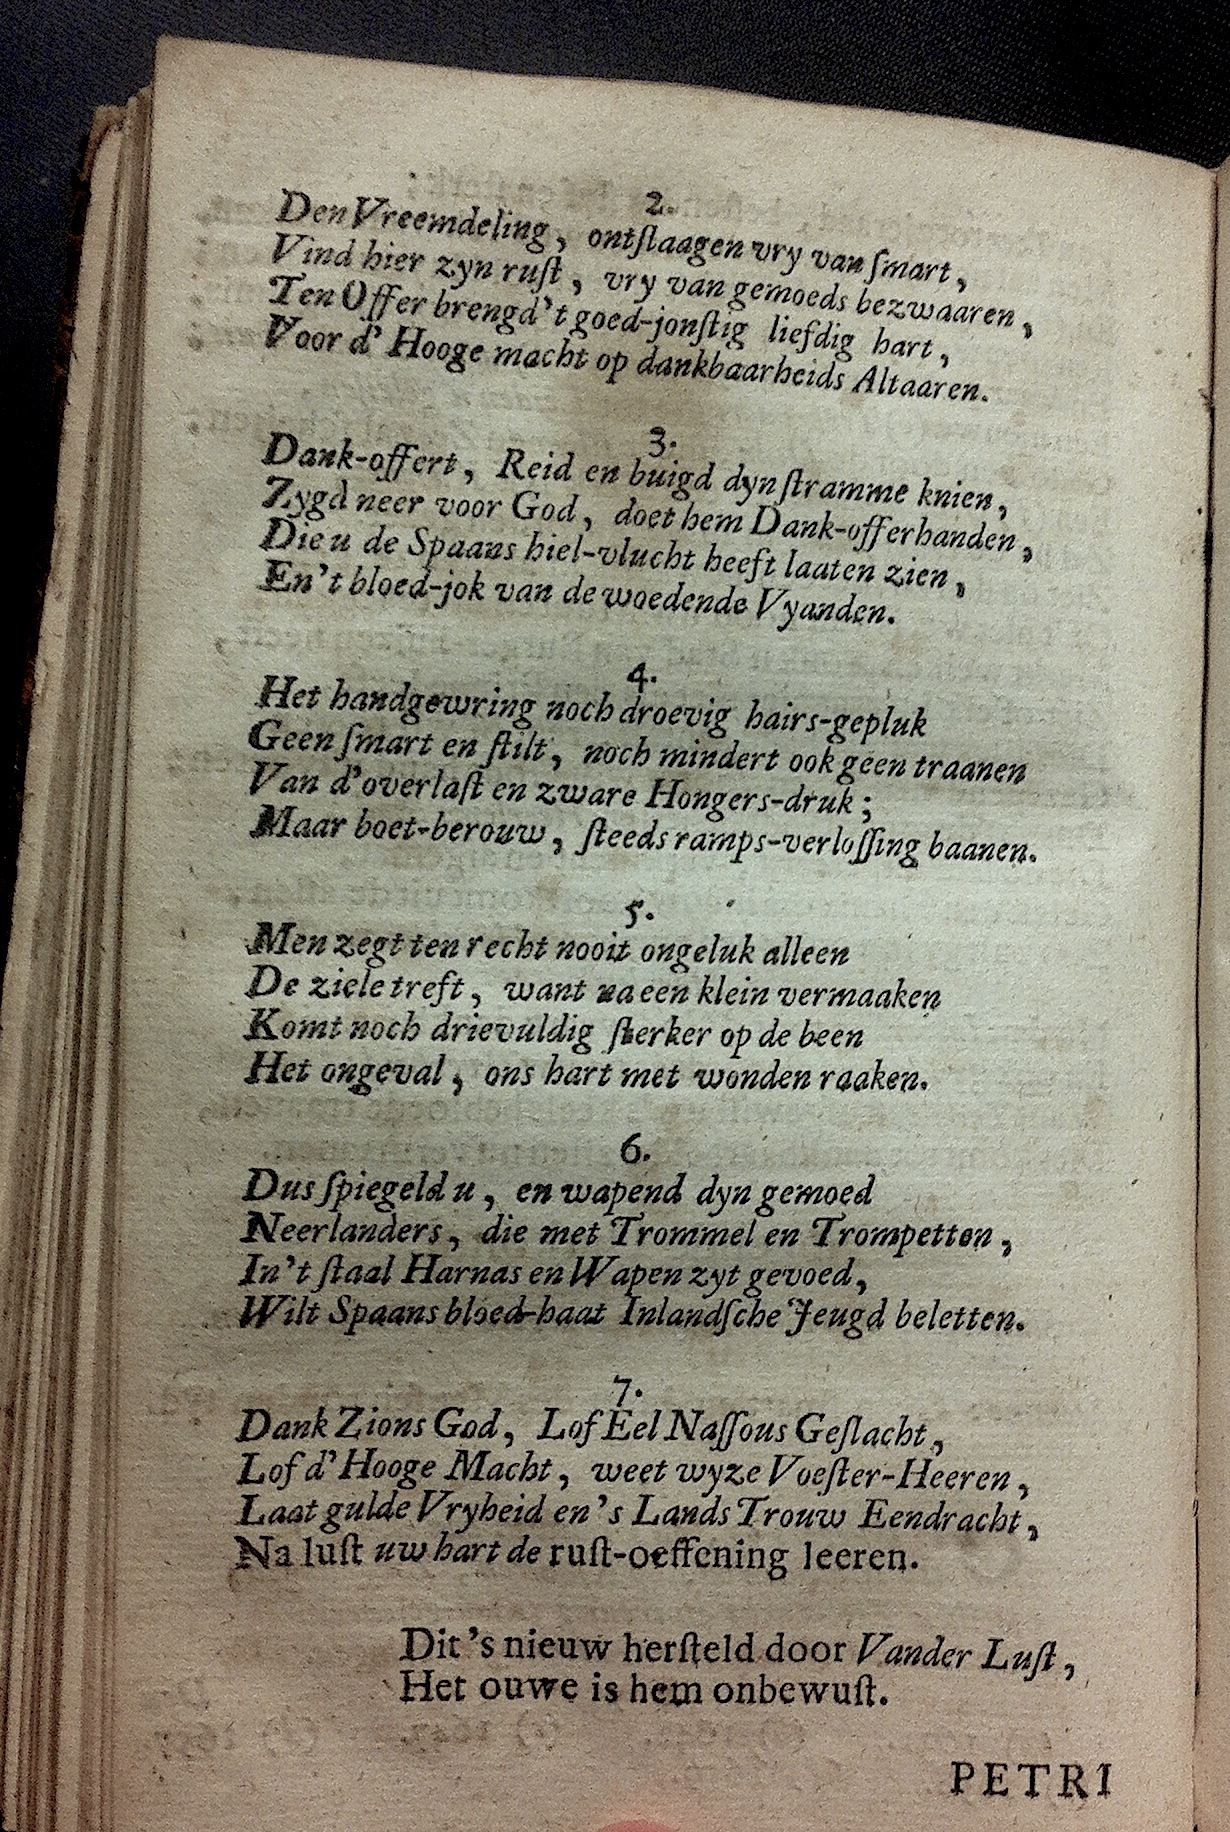 2.
Den Vreemdeling, ontſlaagen vry van ſmart,
Vind hier zyn ruſt, vry van gemoeds bezwaaren,
Ten Offer brengd't goed-jonſtig liefdig hart,
Voor d' Hooge macht op dankbaarheids Altaaren.
3.
Dank-offert, Reid en buigd dyn ſtramme knien,
Zygd neer voor God, doet hem Dank-offerhanden,
Die u de Spaans hiel-vlucht heeft laaten zien,
En't bloed-jok van de woedende Vyanden.
4.
Het handgewring noch droevig hairs-gepluk
Geen ſmart en ſtilt, noch mindert ook geen traanen
Van d'overlaſt en zware Hongers-druk;
Maar boet-berouw, ſteeds ramps-verloſſing baanen.
5.
Men zegt ten recht nooit ongeluk alleen
De ziele treft, want na een klein vermaaken
Komt noch drievuldig ſterker op de been
Het ongeval, ons hart met wonden raaken.
6.
Dus ſpiegeld u, en wapend dyn gemoed
Neerlanders, die met Trommel en Trompetten,
In't ſtaal Harnas en Wapen zyt gevoed,
Wilt Spaans bloed-haat Inlandſche Jeugd beletten.
7.
Dank Zions God, Lof Eel Naſſous Geſlacht,
Lof d'Hooge Macht, weet wyze Voeſter-Heeren,
Laat gulde Vryheid en's Lands Trouw Eendracht,
Na luſt uw hart de ruſt-oeffening leeren.
Dit's nieuw herſteld door Vander Luſt,
Het ouwe is hem onbewuſt.
PETRI